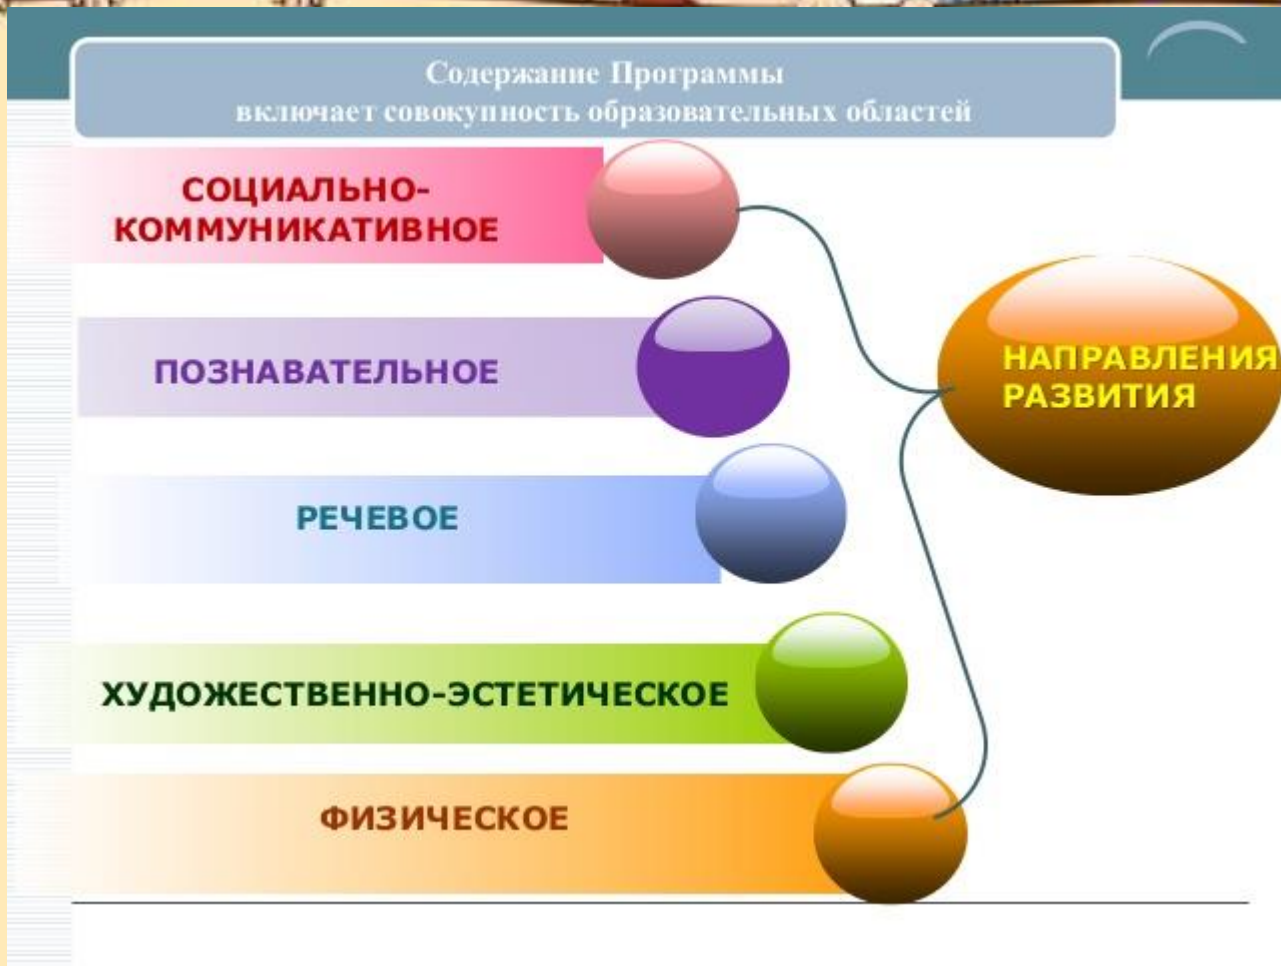 Содержание Программы
включает совокупность образовательных областей
СОЦИАЛЬНО-
КОММУНИКАТИВНОЕ
ПОЗНАВАТЕЛЬНОЕ
РЕЧЕВОЕ
ХУДОЖЕСТВЕННО-ЭСТЕТИЧЕСКОЕ
ФИЗИЧЕСКОЕ
НАПРАВЛЕНИЯ
РАЗВИТИЯ